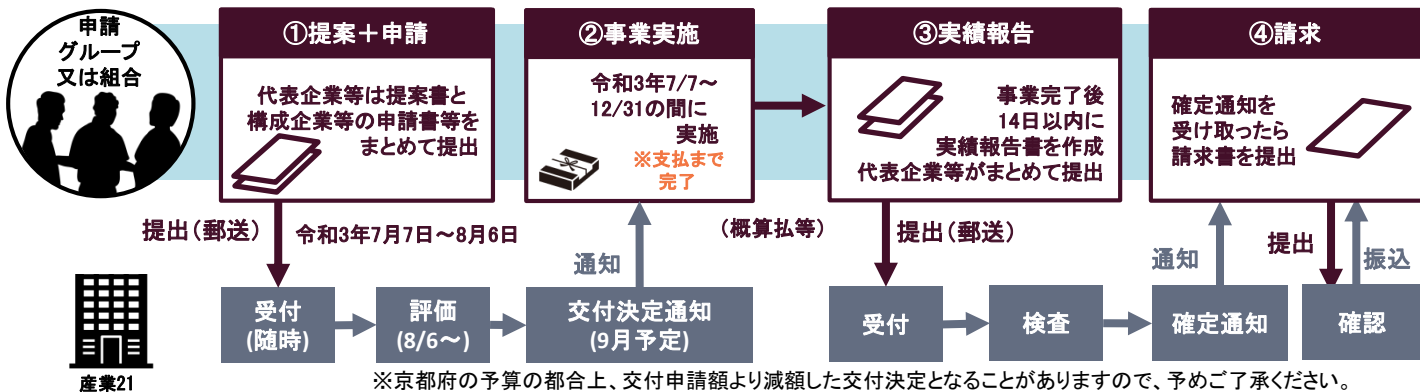 申請
グループ
又は組合
①提案＋申請
代表企業等は提案書と
構成企業等の申請書等を
まとめて提出
②事業実施
令和3年7/7～
12/31の間に
実施
※支払まで
完了
③実績報告
事業完了後
14日以内に
実績報告書を作成
代表企業等がまとめて提出
④請求
確定通知を
受け取ったら
請求書を提出
提出（郵送）
令和3年7月7日～8月6日
通知
（概算払等）
提出（郵送）
通知
提出
振込
産業21
受付
(随時)
評価
(8/6～)
交付決定通知
(9月予定)
受付
検査
確定通知
確認
※京都府の予算の都合上、交付申請額より減額した交付決定となることがありますので、予めご了承ください。